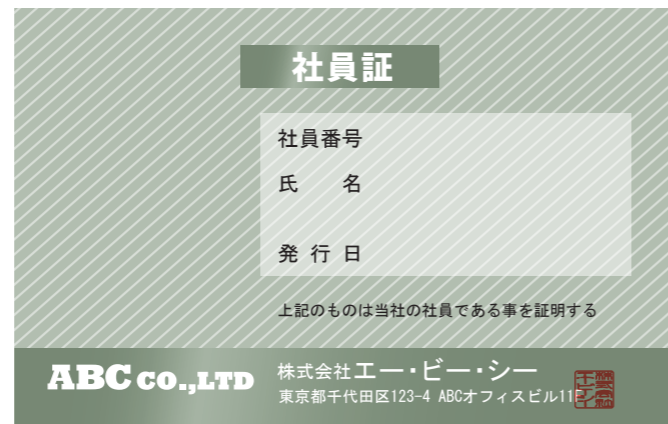 社員証
社員番号
氏　　名
発 行 日
上記のものは当社の社員である事を証明する
ABC CO.,LTD
株式会社エー・ビー・シー
東京都千代田区123-4 ABCオフィスビル11F